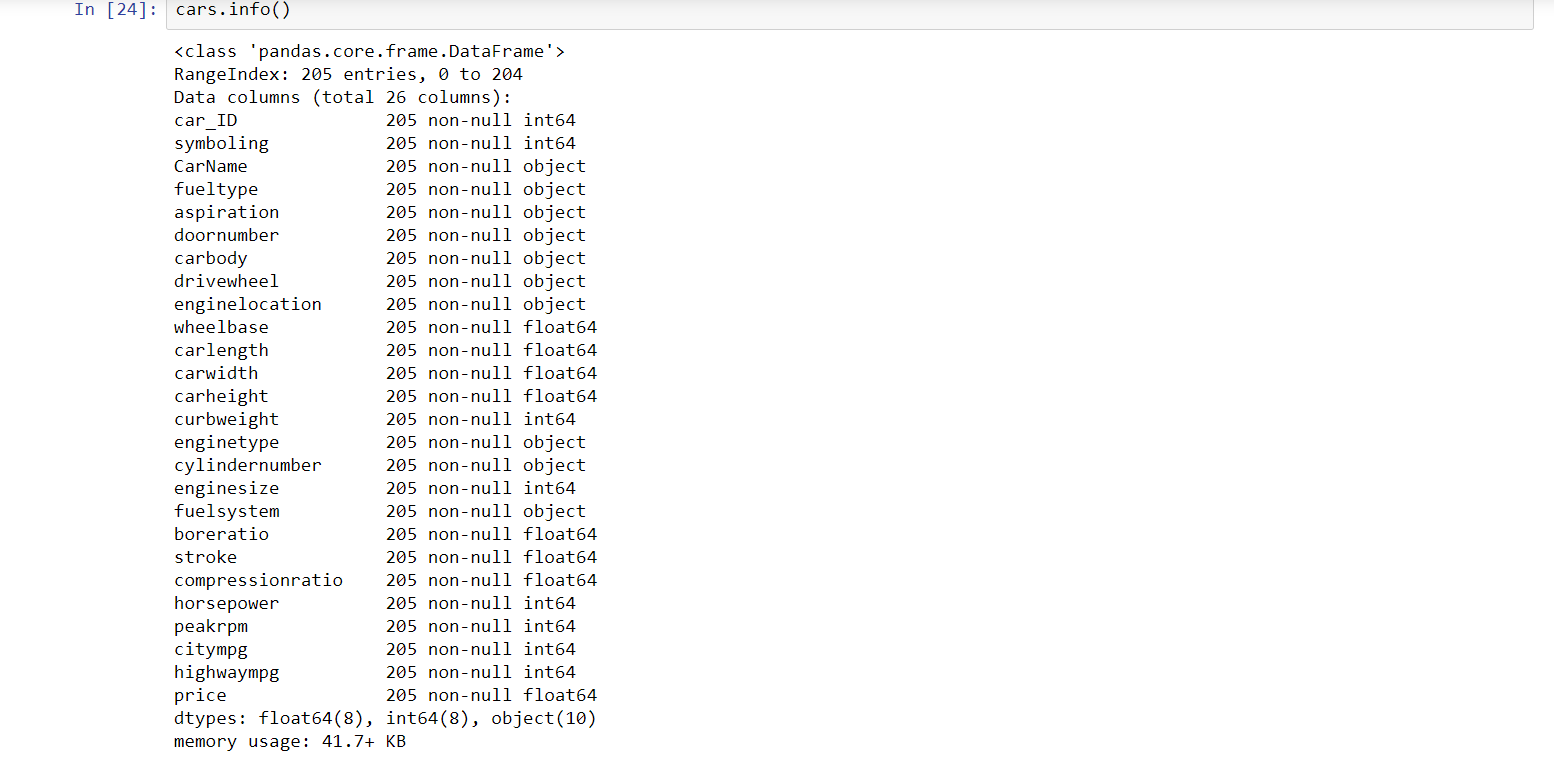 In [24]: cars.info()
<class 'pandas.core.frame.DataFrame'>
RangeIndex: 205 entries, 0 to 204
Data columns (total 26 columns):
car_ID              205 non-null int64
symboling           205 non-null int64
CarName             205 non-null object
fueltype            205 non-null object
aspiration          205 non-null object
doornumber          205 non-null object
carbody             205 non-null object
drivewheel          205 non-null object
enginelocation      205 non-null object
wheelbase           205 non-null float64
carlength           205 non-null float64
carwidth            205 non-null float64
carheight           205 non-null float64
curbweight          205 non-null int64
enginetype          205 non-null object
cylindernumber      205 non-null object
enginesize          205 non-null int64
fuelsystem          205 non-null object
boreratio           205 non-null float64
stroke              205 non-null float64
compressionratio    205 non-null float64
horsepower          205 non-null int64
peakrpm             205 non-null int64
citympg             205 non-null int64
highwaympg          205 non-null int64
price               205 non-null float64
dtypes: float64(8), int64(8), object(10)
memory usage: 41.7+ KB